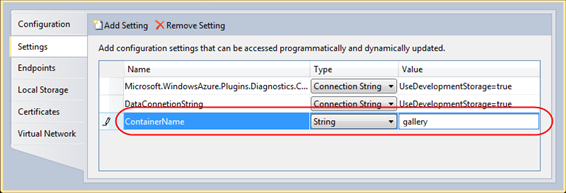 Configuration
Settings
Endpoints
Local Storage
Certificates
Virtual Network
Add Setting Remove Setting
Add configuration settings that can be accessed programmatically and dynamically updated.
Name Type Value
Microsoft.WindowsAzure.Plugins.Diagnostics.C... Connection String UseDevelopmentStorage=true
DataConnetionString Connection String UseDevelopmentStorage=true
ContainerName String gallery